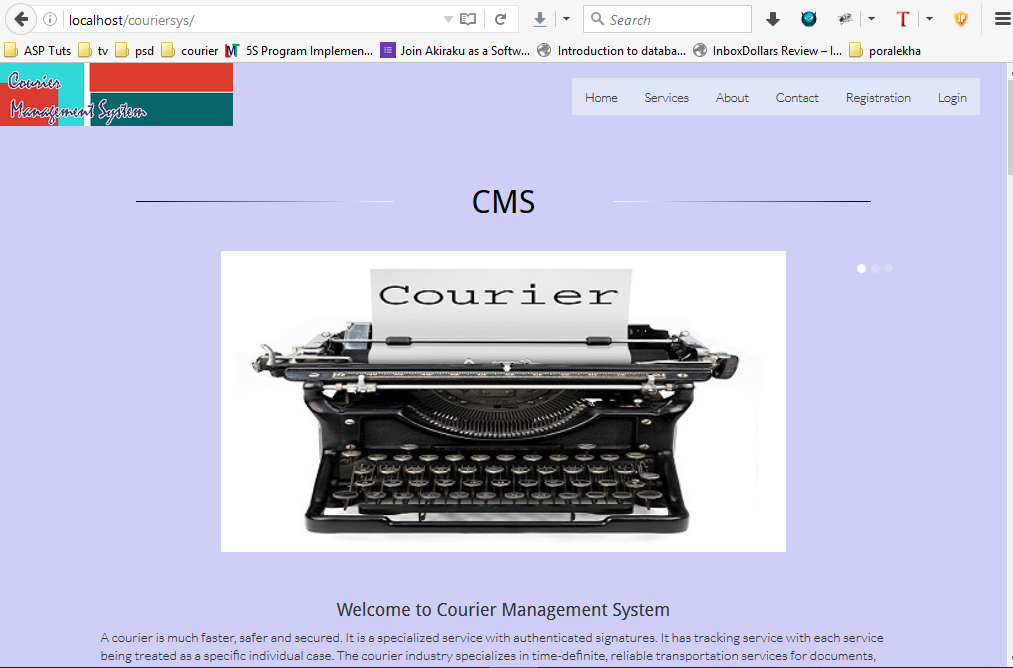 localhost/couriersys/
Search
T
IP
ASP Tuts tv psd courier M 5S Program Implemen... Join Akiraku as a Softw... Introduction to databa... InboxDollars Review – I... poralekha
Courier
Management System
Home Services About Contact Registration Login
CMS
Courier
Welcome to Courier Management System
A courier is much faster, safer and secured. It is a specialized service with authenticated signatures. It has tracking service with each service
being treated as a specific individual case. The courier industry specializes in time-definite, reliable transportation services for documents,